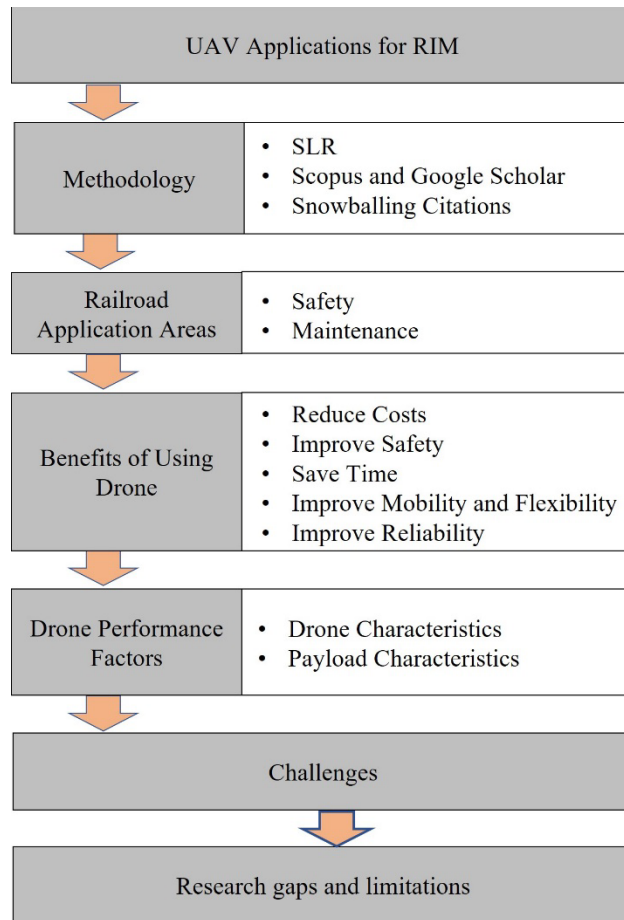 UAV Applications for RIM
Methodology
• SLR
• Scopus and Google Scholar
• Snowballing Citations
Railroad
Application Areas
• Safety
• Maintenance
Benefits of Using
Drone
• Reduce Costs
• Improve Safety
• Save Time
• Improve Mobility and Flexibility
• Improve Reliability
Drone Performance
Factors
• Drone Characteristics
• Payload Characteristics
Challenges
Research gaps and limitations